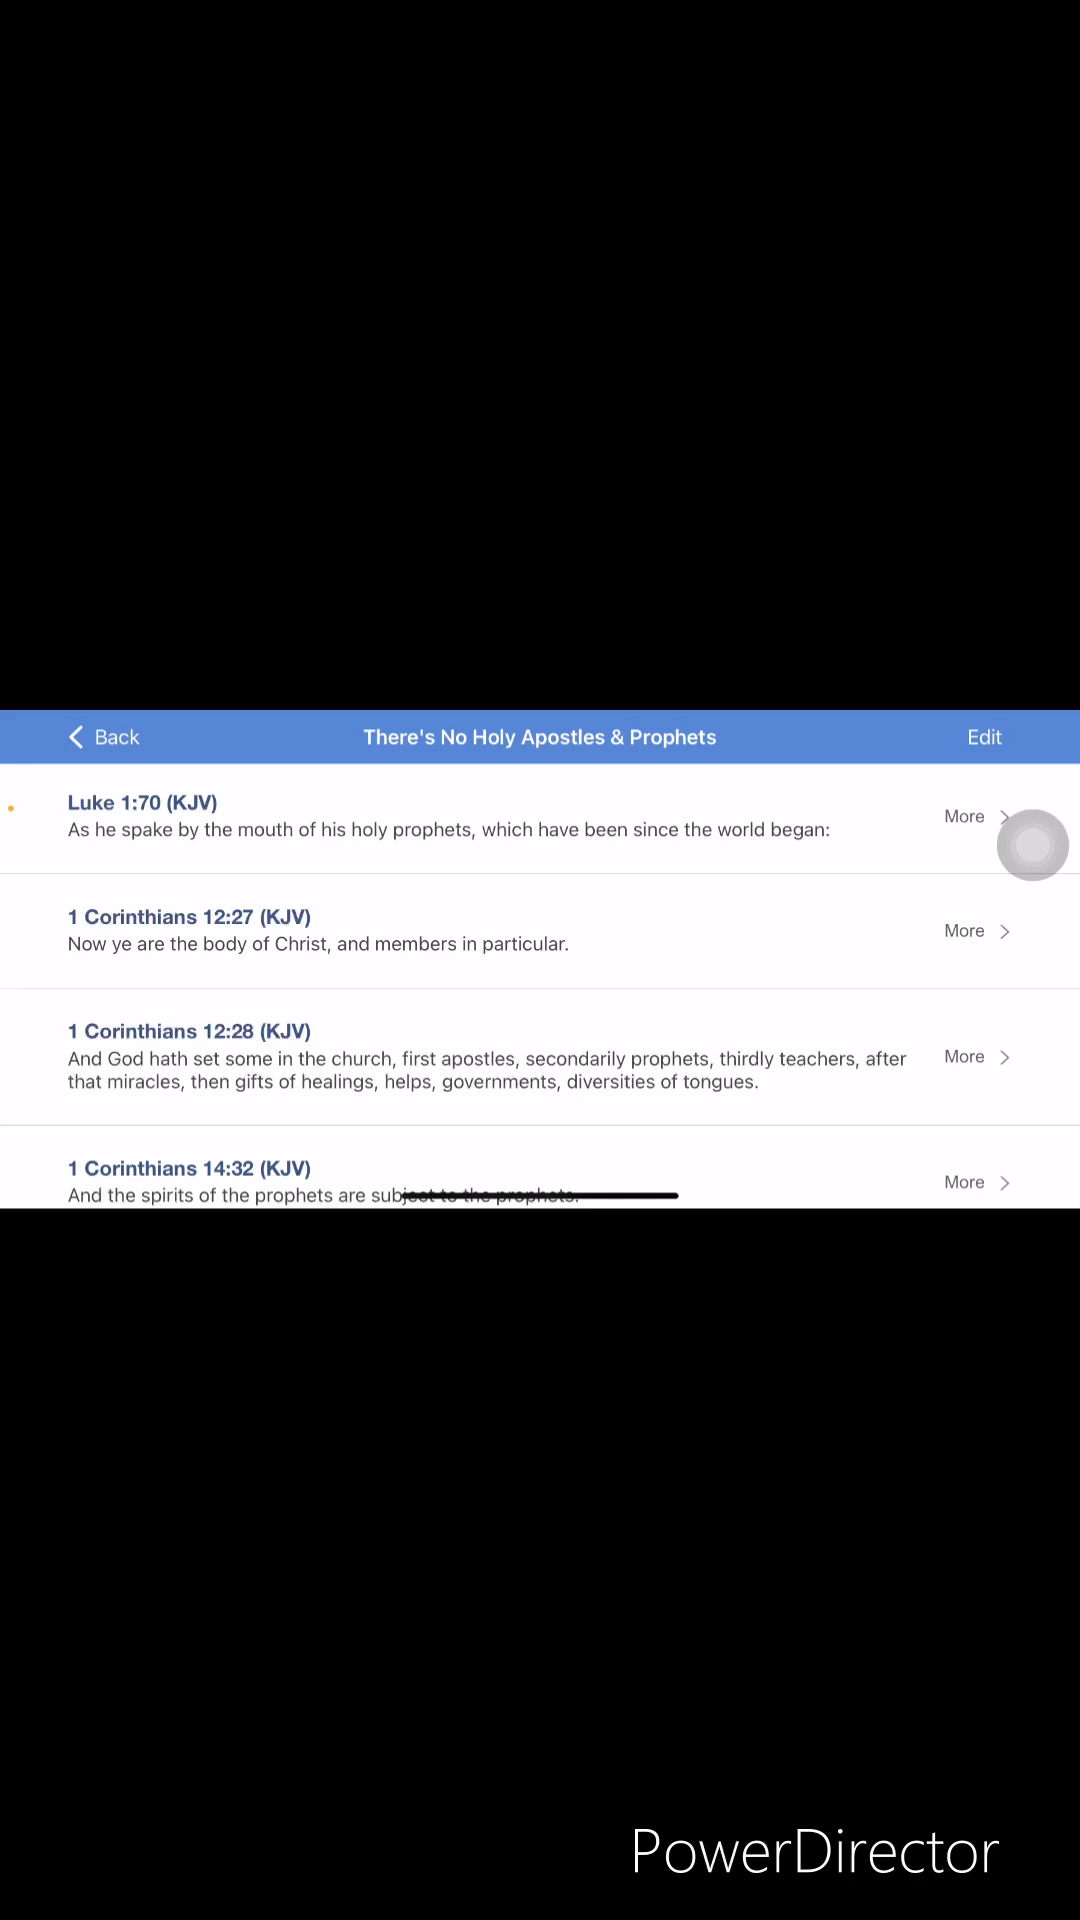 Back
There's No Holy Apostles & Prophets
Edit
Luke 1:70 (KJV)
As he spake by the mouth of his holy prophets, which have been since the world began:
More
1 Corinthians 12:27 (KJV)
Now ye are the body of Christ, and members in particular.
More
1 Corinthians 12:28 (KJV)
And God hath set some in the church, first apostles, secondarily prophets, thirdly teachers, after
that miracles, then gifts of healings, helps, governments, diversities of tongues.
More
1 Corinthians 14:32 (KJV)
And the spirits of the prophets are subject to the prophets.
More
PowerDirector